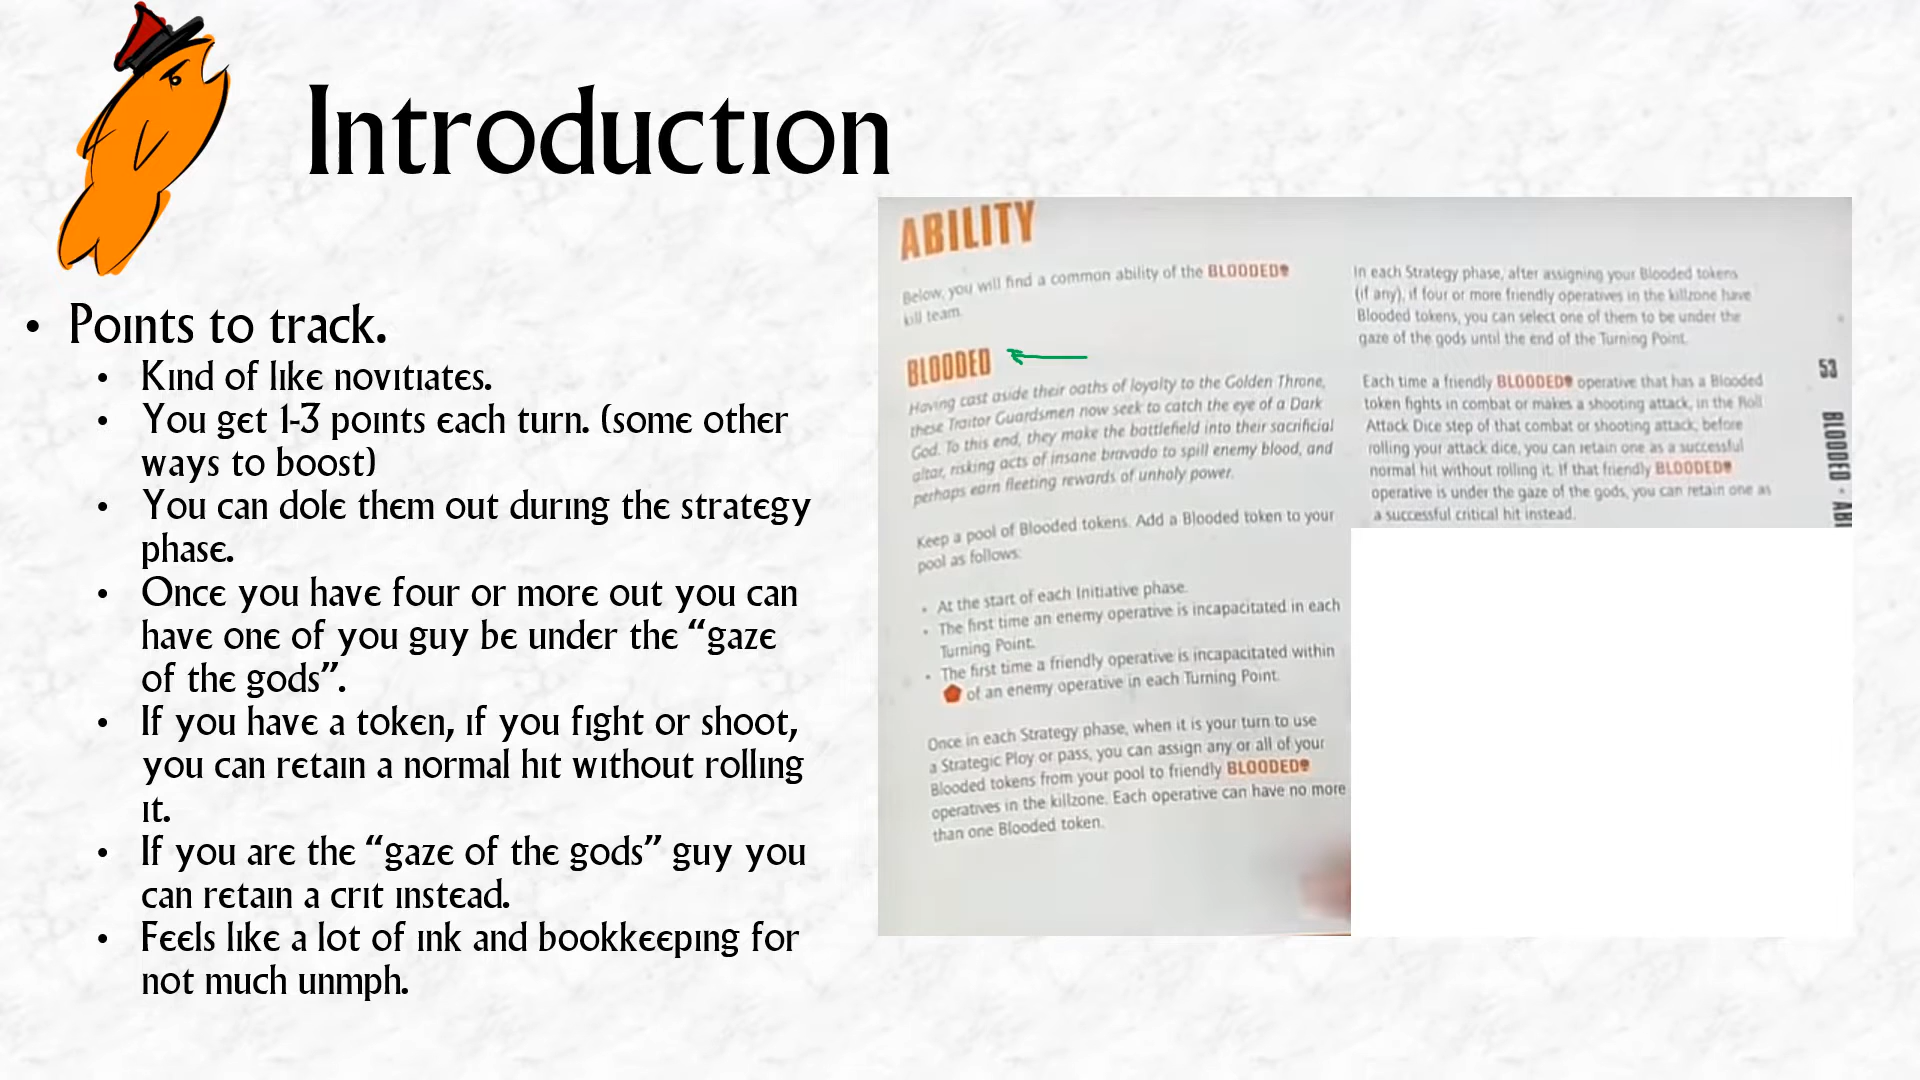 Introduction
• Points to track.
• Kind of like novitiates.
• You get 1-3 points each turn. (some other
ways to boost)
• You can dole them out during the strategy
phase.
• Once you have four or more out you can
have one of you guy be under the “gaze
of the gods”.
• If you have a token, if you fight or shoot,
you can retain a normal hit without rolling
it.
• If you are the “gaze of the gods” guy you
can retain a crit instead.
• Feels like a lot of ink and bookkeeping for
not much unmph.
ABILITY
Below, you will find a common ability of the BLOODED
kill team.
BLOODED
Having cast aside their oaths of loyalty to the Golden Throne,
these Traitor Guardsmen now seek to catch the eye of a Dark
God. To this end, they make the battlefield into their sacrificial
altar, risking acts of insane bravado to spill enemy blood, and
perhaps earn fleeting rewards of unholy power.
Keep a pool of Blooded tokens. Add a Blooded token to your
pool as follows:
• At the start of each Initiative phase.
• The first time an enemy operative is incapacitated in each
Turning Point.
• The first time a friendly operative is incapacitated within
of an enemy operative in each Turning Point.
Once in each Strategy phase, when it is your turn to use
a Strategic Ploy or pass, you can assign any or all of your
Blooded tokens from your pool to friendly BLOODED
operatives in the killzone. Each operative can have no more
than one Blooded token.
In each Strategy phase, after assigning your Blooded tokens
(if any), if four or more friendly operatives in the killzone have
Blooded tokens, you can select one of them to be under the
gaze of the gods until the end of the Turning Point.
Each time a friendly BLOODED operative that has a Blooded
token fights in combat or makes a shooting attack, in the Roll
Attack Dice step of that combat or shooting attack, before
rolling your attack dice, you can retain one as a successful
normal hit without rolling it. If that friendly BLOODED
operative is under the gaze of the gods, you can retain one as
a successful critical hit instead.
53
BLOODED •